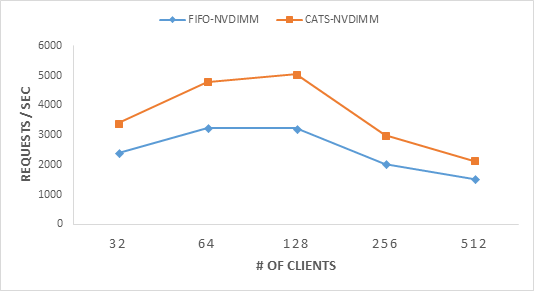 FIFO-NVDIMM CATS-NVDIMM
6000
5000
4000
3000
2000
1000
0
REQUESTS / SEC
32 64 128 256 512
# OF CLIENTS